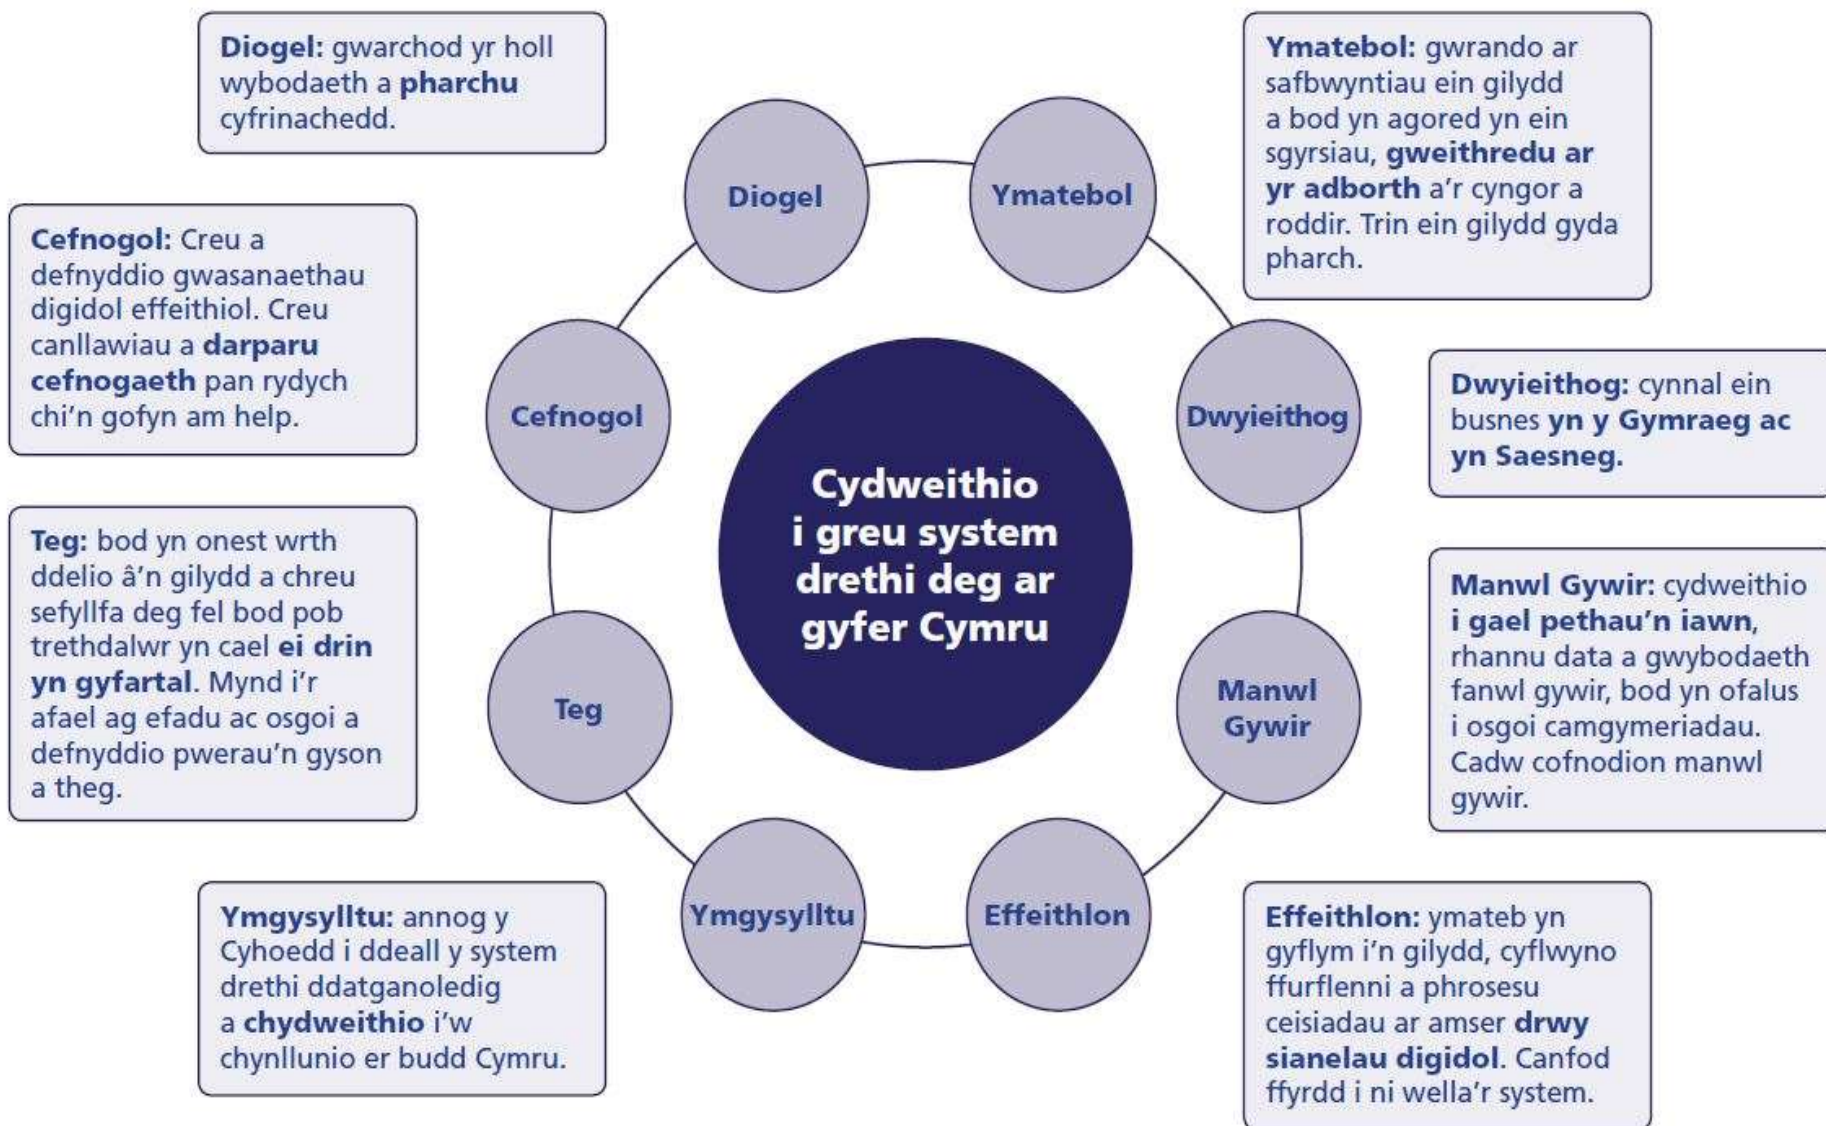 Diogel: gwarchod yr holl
wybodaeth a pharchu
cyfrinachedd.
Ymatebol: gwrando ar
safbwyntiau ein gilydd
a bod yn agored yn ein
sgyrsiau, gweithredu ar
yr adborth a'r cyngor a
roddir. Trin ein gilydd gyda
pharch.
Cefnogol: Creu a
defnyddio gwasanaethau
digidol effeithiol. Creu
canllawiau a darparu
cefnogaeth pan rydych
chi'n gofyn am help.
Dwyieithog: cynnal ein
busnes yn y Gymraeg ac
yn Saesneg.
Teg: bod yn onest wrth
ddelio â'n gilydd a chreu
sefyllfa deg fel bod pob
trethdalwr yn cael ei drin
yn gyfartal. Mynd i'r
afael ag efadu ac osgoi a
defnyddio pwerau'n gyson
a theg.
Manwl Gywir: cydweithio
i gael pethau'n iawn,
rhannu data a gwybodaeth
fanwl gywir, bod yn ofalus
i osgoi camgymeriadau.
Cadw cofnodion manwl
gywir.
Ymgysylltu: annog y
Cyhoedd i ddeall y system
drethi ddatganoledig
a chydweithio i'w
chynllunio er budd Cymru.
Effeithlon: ymateb yn
gyflym i'n gilydd, cyflwyno
ffurflenni a phrosesu
ceisiadau ar amser drwy
sianelau digidol. Canfod
ffyrdd i ni wella'r system.
Diogel
Ymatebol
Cefnogol
Dwyieithog
Teg
Manwl
Gywir
Ymgysylltu
Effeithlon
Cydweithio
i greu system
drethi deg ar
gyfer Cymru